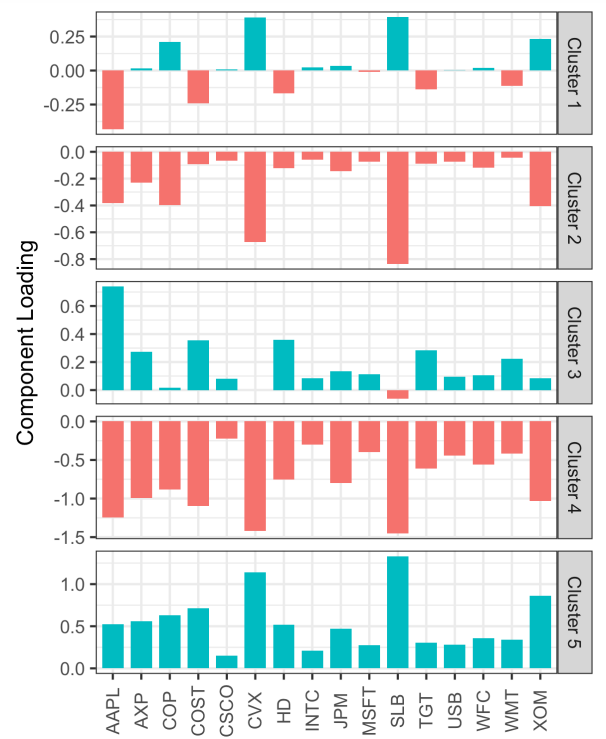 Component Loading
0.25
0.00
-0.25
Cluster 1
0.0
-0.2
-0.4
-0.6
-0.8
Cluster 2
0.6
0.4
0.2
0.0
Cluster 3
0.0
-0.5
-1.0
-1.5
Cluster 4
1.0
0.5
0.0
Cluster 5
AAPL
AXP
COP
COST
CSCO
CVX
HD
INTC
JPM
MSFT
SLB
TGT
USB
WFC
WMT
XOM